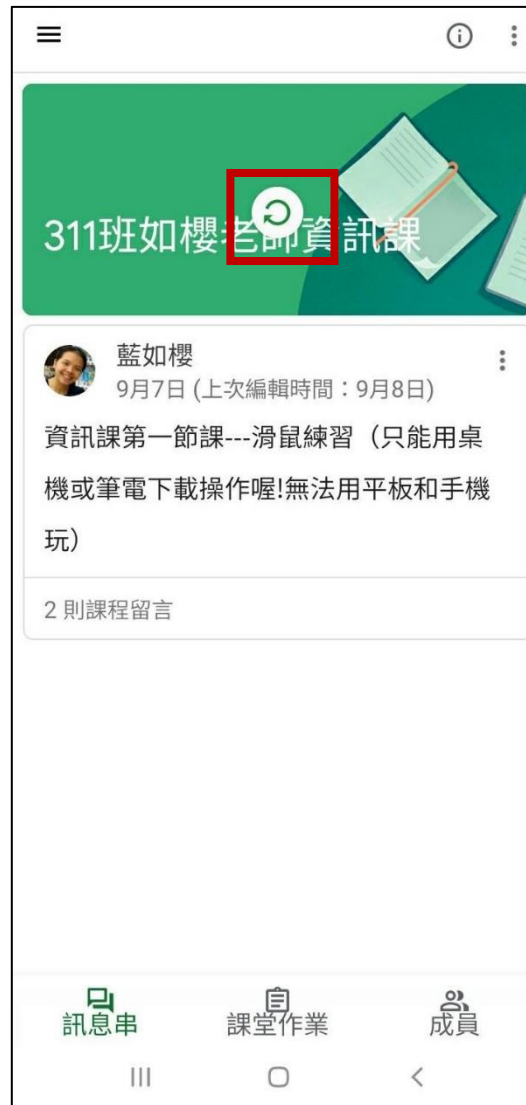 311班如櫻老師資訊課
藍如櫻
9月7日 (上次編輯時間：9月8日)
資訊課第一節課---滑鼠練習（只能用桌
機或筆電下載操作喔!無法用平板和手機
玩）
2 則課程留言
訊息串 課堂作業 成員